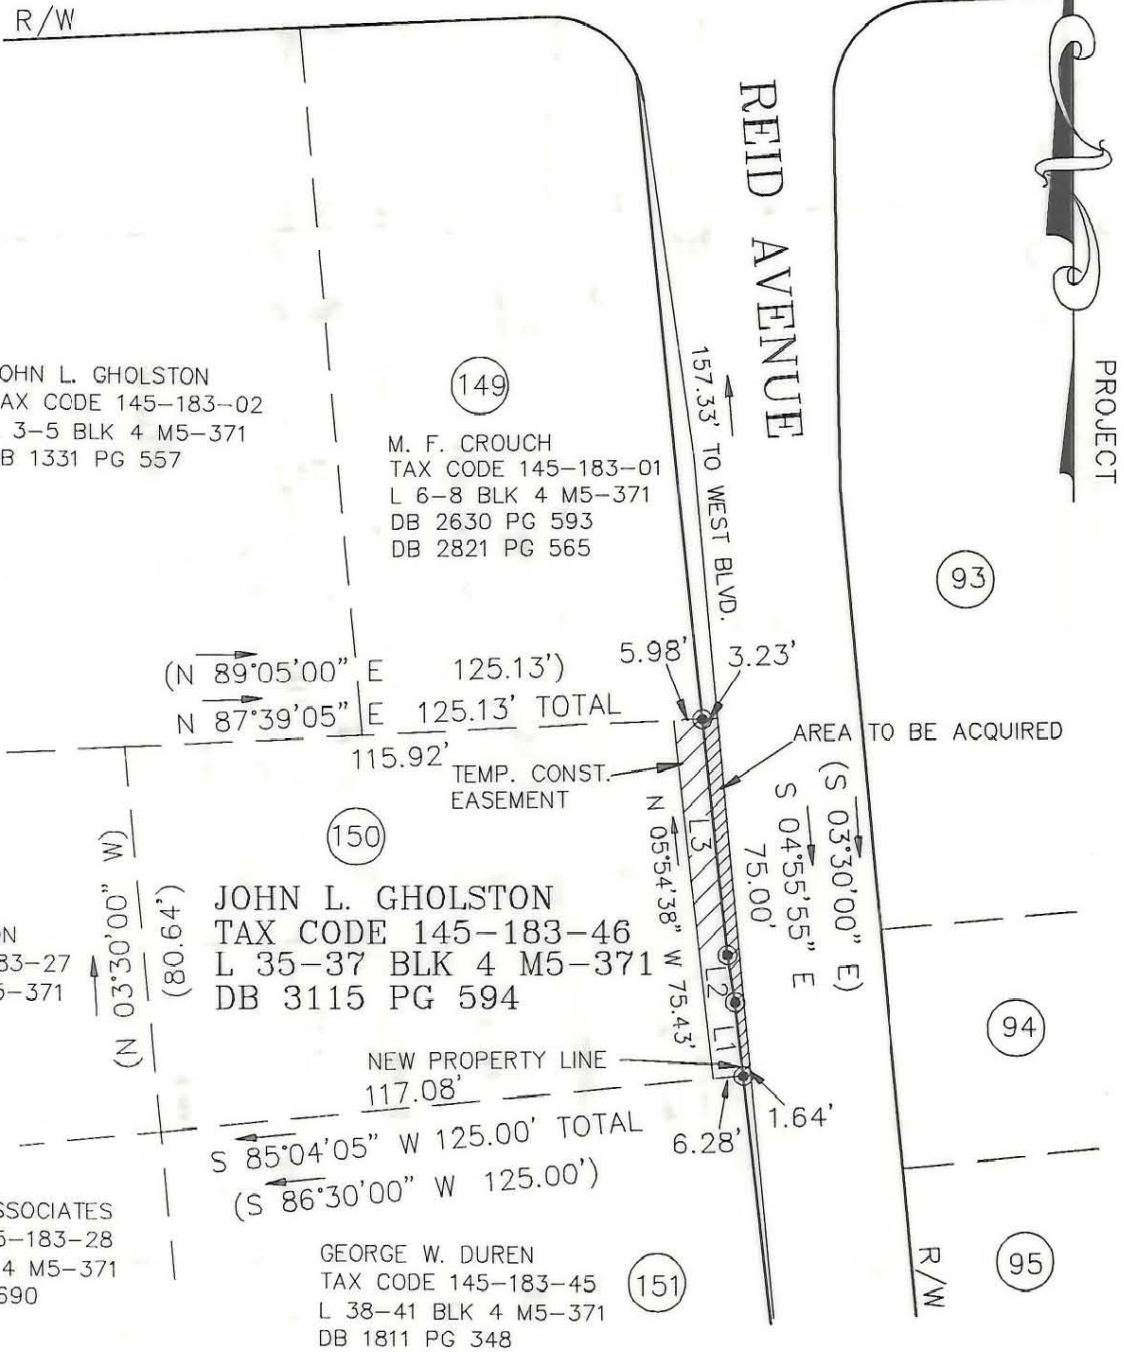 R/W
REID AVENUE
PROJECT
OHN L. GHOLSTON
AX CODE 145-183-02
3-5 BLK 4 M5-371
B 1331 PG 557
149
M. F. CROUCH
TAX CODE 145-183-01
L 6-8 BLK 4 M5-371
DB 2630 PG 593
DB 2821 PG 565
157.33' TO WEST BLVD.
93
(N 89°05'00" E 125.13')
N 87°39'05" E 125.13' TOTAL
5.98'
3.23'
115.92'
TEMP. CONST.
EASEMENT
AREA TO BE ACQUIRED
150
JOHN L. GHOLSTON
TAX CODE 145-183-46
L 35-37 BLK 4 M5-371
DB 3115 PG 594
(N 03°30'00" W)
(80.64')
N 05°54'38" W 75.43'
L3
L2
L1
75.00'
S 04°55'55" E
(S 03°30'00" E)
ON
83-27
5-371
94
NEW PROPERTY LINE
117.08'
S 85°04'05" W 125.00' TOTAL
(S 86°30'00" W 125.00')
6.28'
1.64'
SSOCIATES
5-183-28
4 M5-371
690
GEORGE W. DUREN
TAX CODE 145-183-45
L 38-41 BLK 4 M5-371
DB 1811 PG 348
151
R/W
95